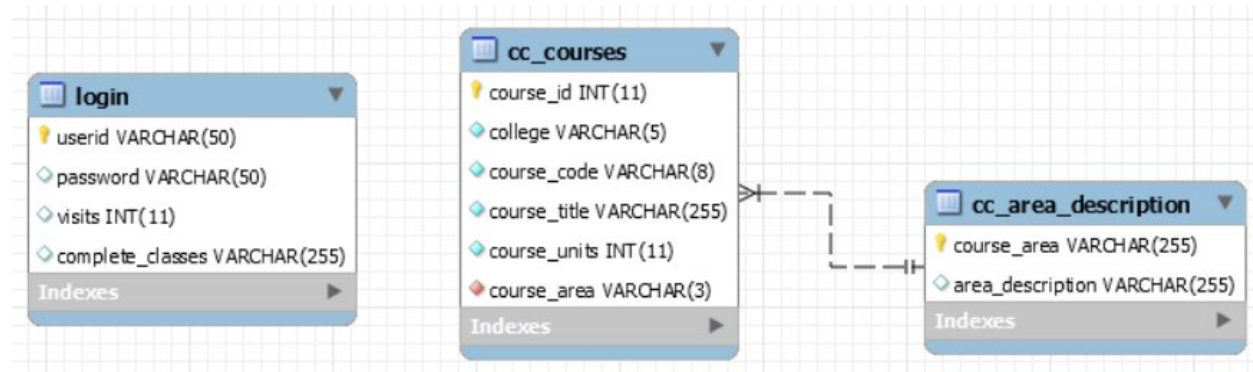 login
userid VARCHAR(50)
password VARCHAR(50)
visits INT(11)
complete_classes VARCHAR(255)
Indexes
cc_courses
course_id INT(11)
college VARCHAR(5)
course_code VARCHAR(8)
course_title VARCHAR(255)
course_units INT(11)
course_area VARCHAR(3)
Indexes
cc_area_description
course_area VARCHAR(255)
area_description VARCHAR(255)
Indexes